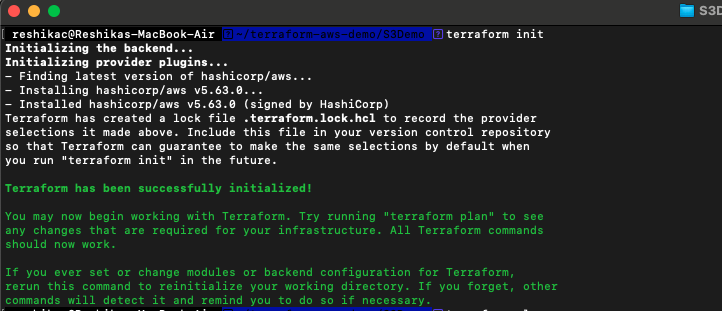 S3D
reshikac@Reshikas-MacBook-Air ? ~/terraform-aws-demo/S3Demo ? terraform init
Initializing the backend...
Initializing provider plugins...
- Finding latest version of hashicorp/aws...
- Installing hashicorp/aws v5.63.0...
- Installed hashicorp/aws v5.63.0 (signed by HashiCorp)
Terraform has created a lock file .terraform.lock.hcl to record the provider
selections it made above. Include this file in your version control repository
so that Terraform can guarantee to make the same selections by default when
you run "terraform init" in the future.
Terraform has been successfully initialized!
You may now begin working with Terraform. Try running "terraform plan" to see
any changes that are required for your infrastructure. All Terraform commands
should now work.
If you ever set or change modules or backend configuration for Terraform,
rerun this command to reinitialize your working directory. If you forget, other
commands will detect it and remind you to do so if necessary.